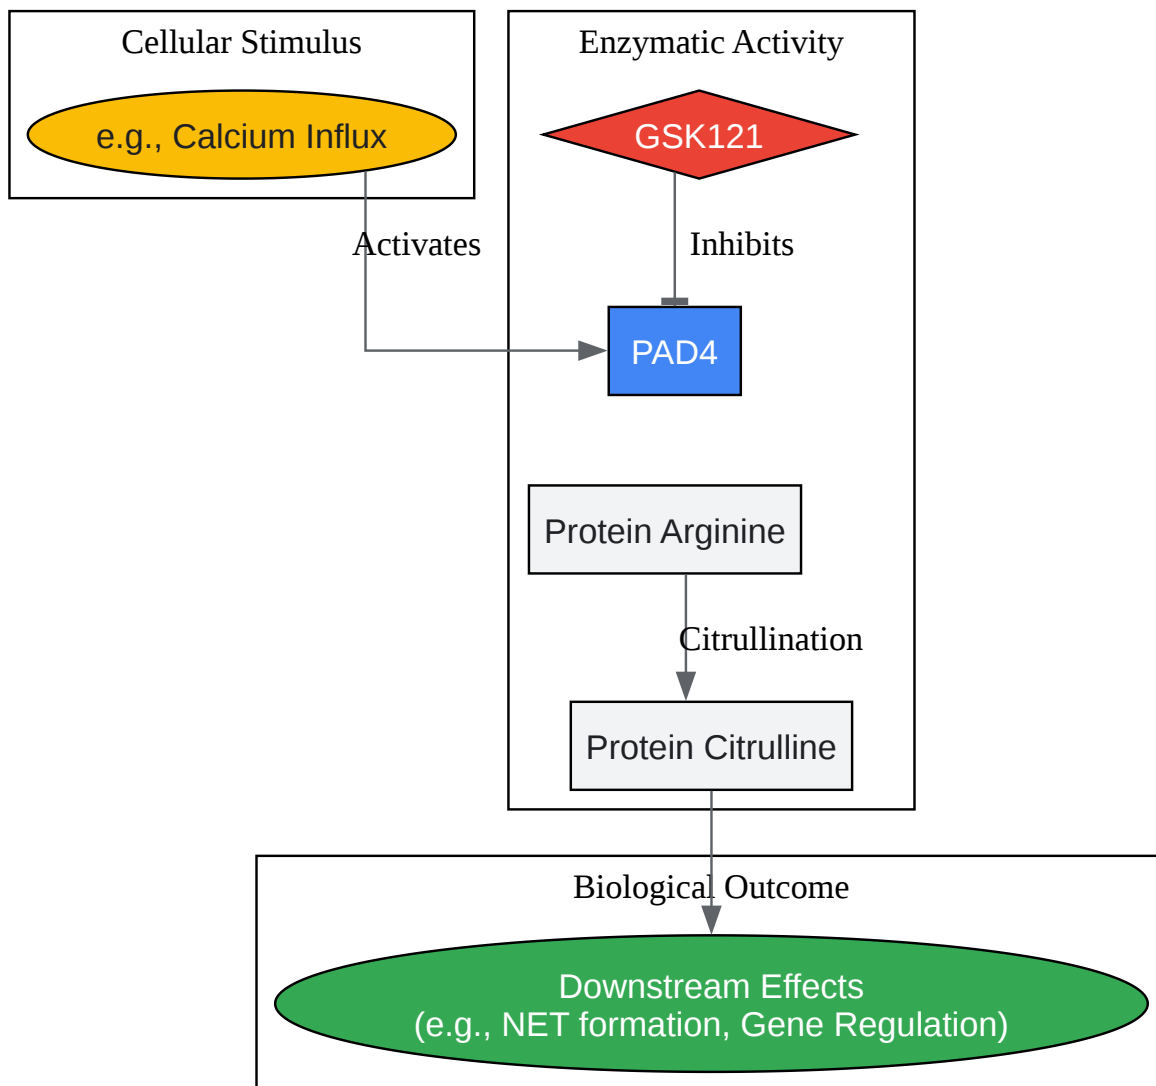 Cellular Stimulus
e.g., Calcium Influx
Activates
Enzymatic Activity
GSK121
Inhibits
PAD4
Protein Arginine
Citrullination
Protein Citrulline
Biological Outcome
Downstream Effects
(e.g., NET formation, Gene Regulation)